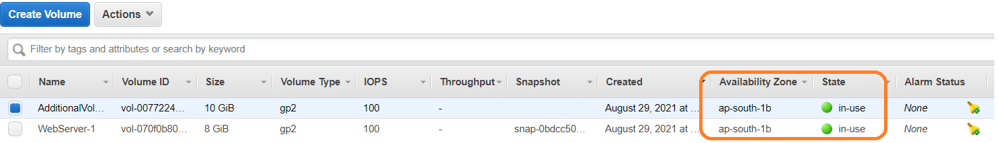 Create Volume Actions
Filter by tags and attributes or search by keyword
Name Volume ID Size Volume Type IOPS Throughput Snapshot Created Availability Zone State Alarm Status
AdditionalVol... vol-0077224... 10 GiB gp2 100 - August 29, 2021 at ... ap-south-1b in-use None
WebServer-1 vol-070f0b80... 8 GiB gp2 100 - snap-0bdcc50... August 29, 2021 at ... ap-south-1b in-use None